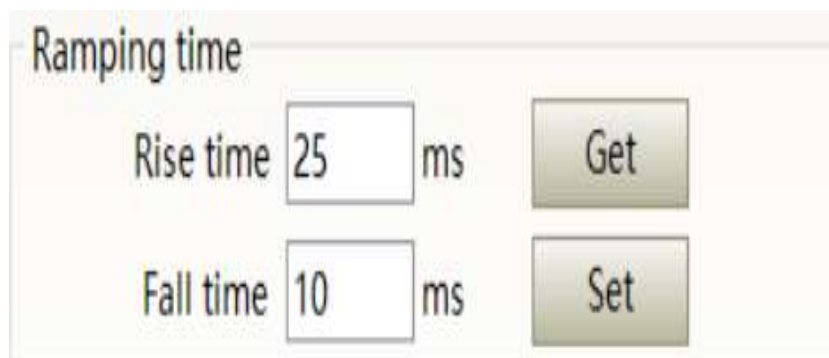 Ramping time
Rise time 25 ms Get
Fall time 10 ms Set